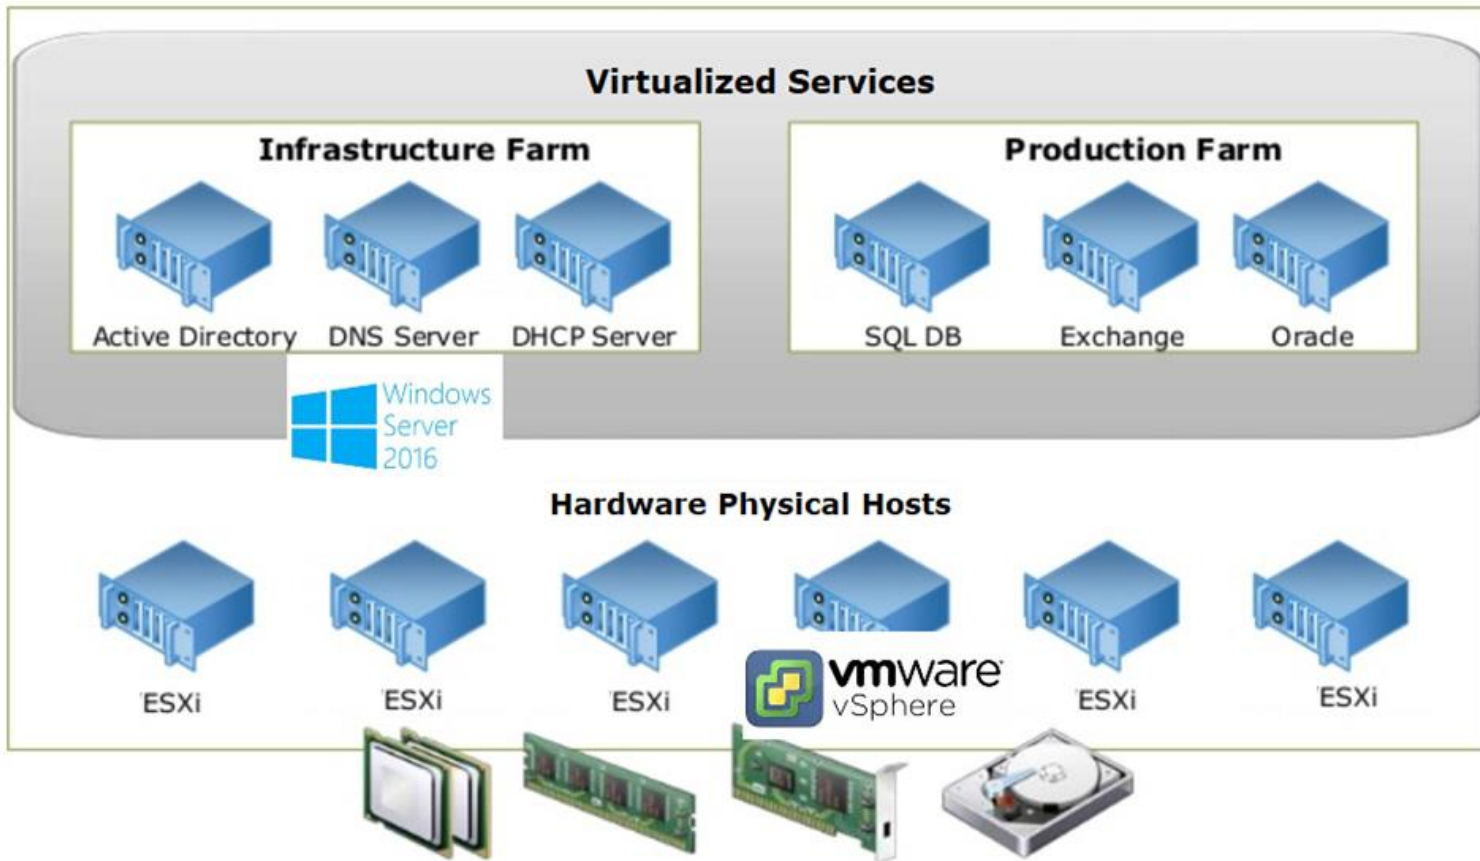 Virtualized Services
Infrastructure Farm
Production Farm
Active Directory
DNS Server
DHCP Server
SQL DB
Exchange
Oracle
Windows
Server
2016
Hardware Physical Hosts
'ESXi
'ESXi
'ESXi
vmware
vSphere
'ESXi
'ESXi